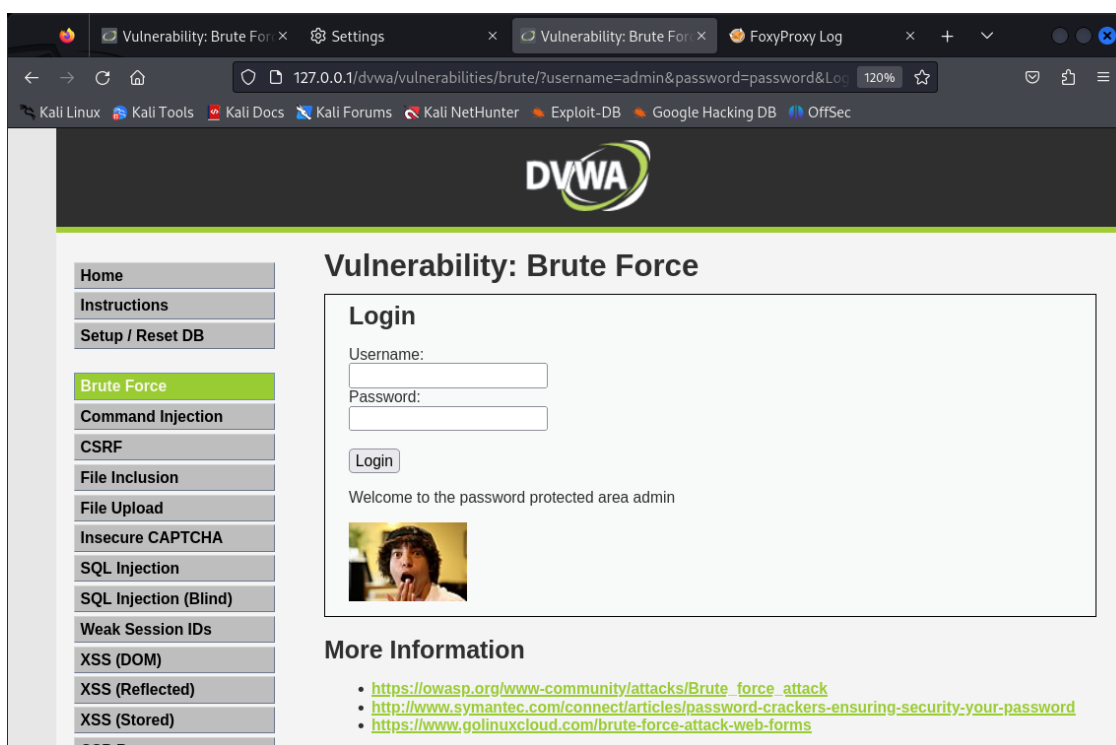 Vulnerability: Brute Forc Settings Vulnerability: Brute Forc FoxyProxy Log
127.0.0.1/dvwa/vulnerabilities/brute/?username=admin&password=password&Log 120%
Kali Linux Kali Tools Kali Docs Kali Forums Kali NetHunter Exploit-DB Google Hacking DB OffSec
DVWA
Home
Instructions
Setup / Reset DB
Brute Force
Command Injection
CSRF
File Inclusion
File Upload
Insecure CAPTCHA
SQL Injection
SQL Injection (Blind)
Weak Session IDs
XSS (DOM)
XSS (Reflected)
XSS (Stored)
Vulnerability: Brute Force
Login
Username:
Password:
Login
Welcome to the password protected area admin
More Information
https://owasp.org/www-community/attacks/Brute_force_attack
http://www.symantec.com/connect/articles/password-crackers-ensuring-security-your-password
https://www.golinuxcloud.com/brute-force-attack-web-forms